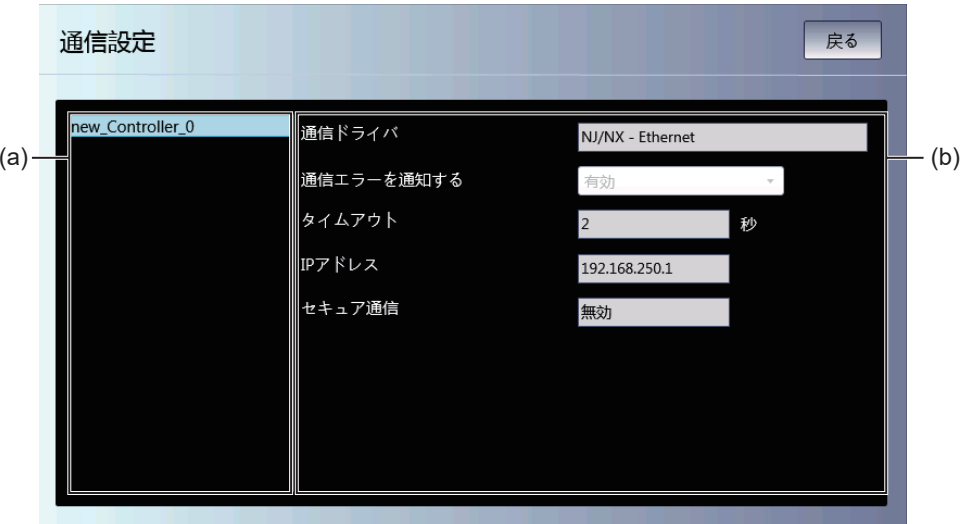 通信設定
戻る
(a)
new_Controller_0
通信ドライバ
NJ/NX - Ethernet
(b)
通信エラーを通知する
有効
タイムアウト
2
秒
IPアドレス
192.168.250.1
セキュア通信
無効